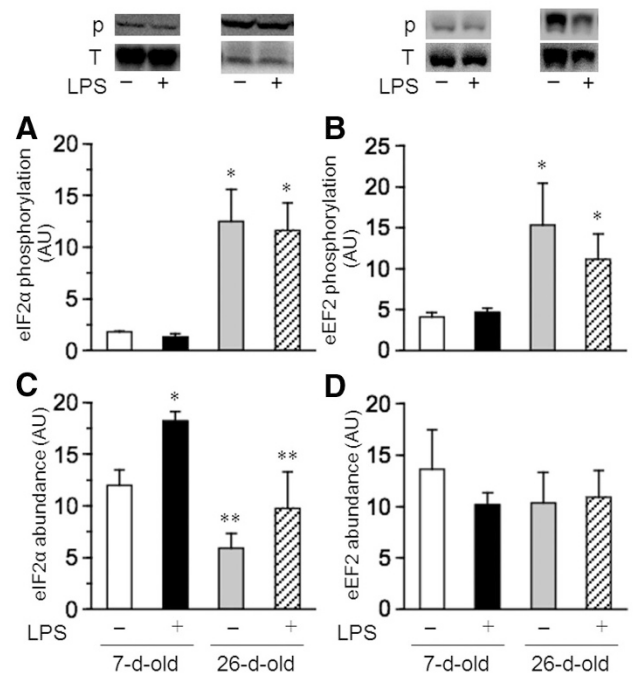 p
T
LPS − +
− +
p
T
LPS − +
− +
A
eIF2α phosphorylation
(AU)
20
15
10
5
0
*
*
B
eEF2 phosphorylation
(AU)
25
20
15
10
5
0
*
*
C
eIF2α abundance (AU)
20
15
10
5
0
*
**
**
LPS − + − +
7-d-old 26-d-old
D
eEF2 abundance (AU)
20
15
10
5
0
LPS − + − +
7-d-old 26-d-old